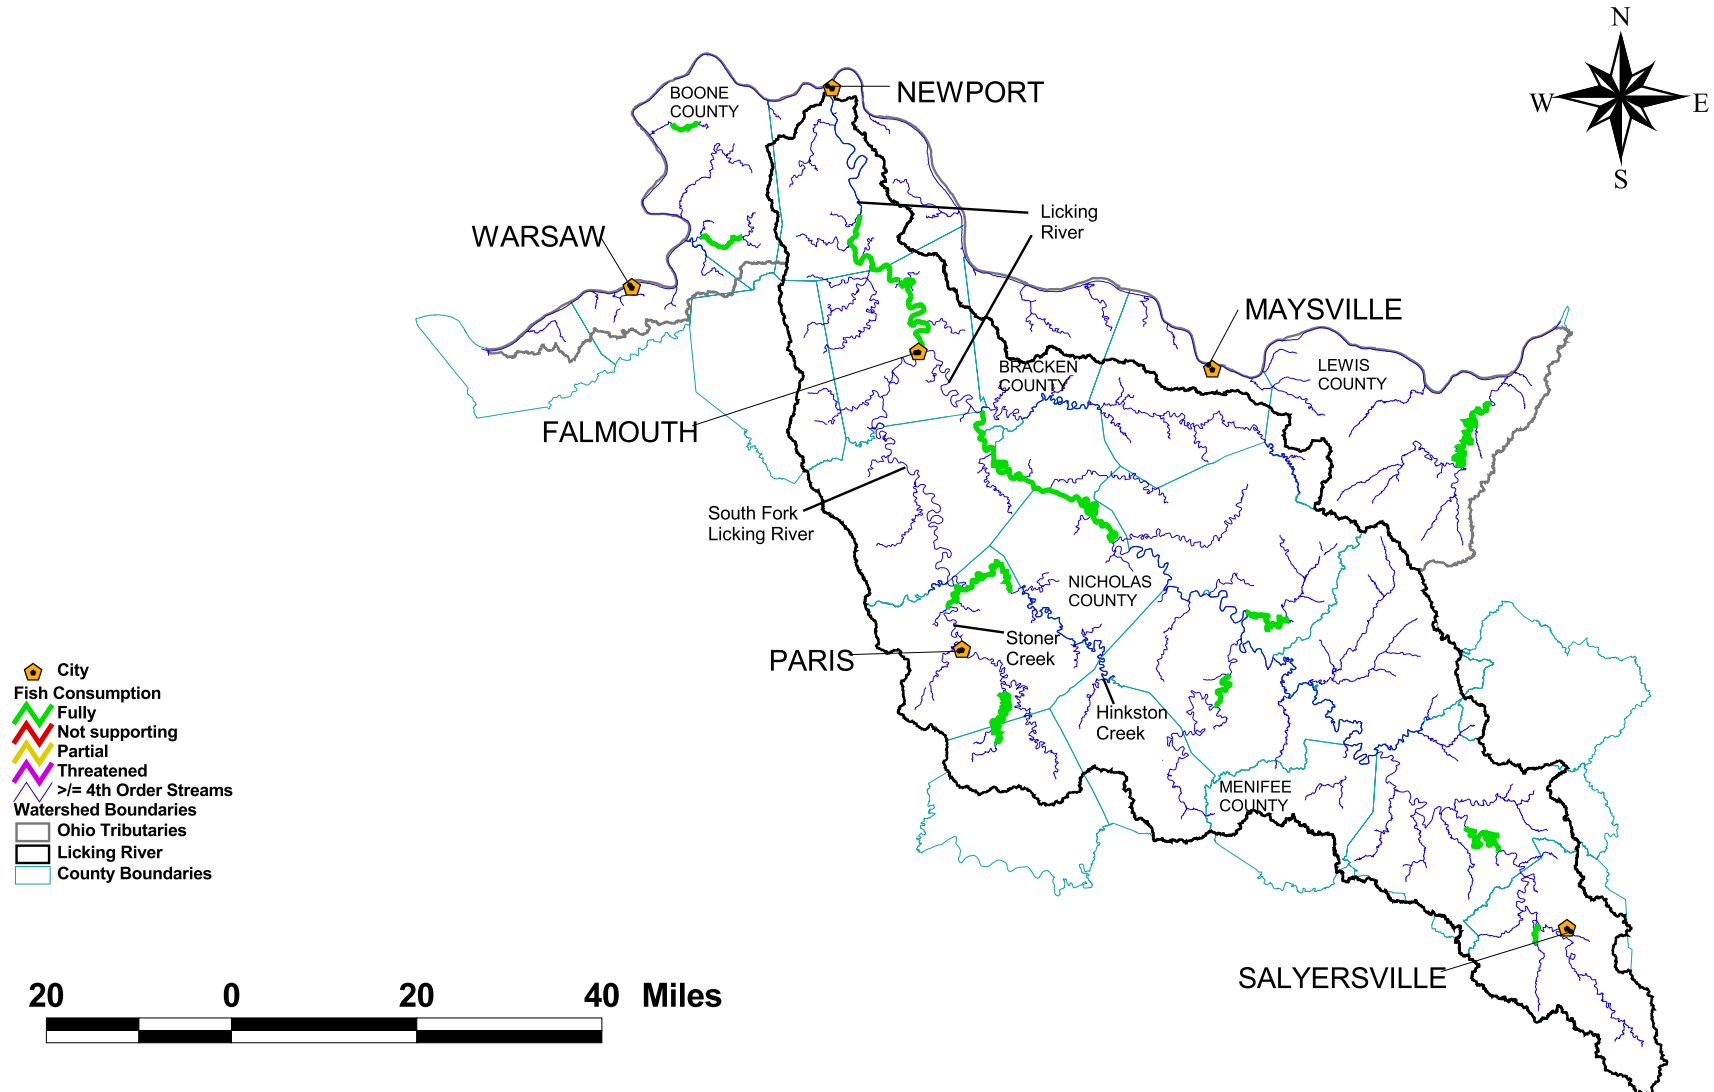 N
W
E
S
BOONE
COUNTY
NEWPORT
Licking
River
WARSAW
MAYSVILLE
BRACKEN
COUNTY
LEWIS
COUNTY
FALMOUTH
South Fork
Licking River
NICHOLAS
COUNTY
Stoner
Creek
PARIS
Hinkston
Creek
MENIFEE
COUNTY
SALYERSVILLE
City
Fish Consumption
Fully
Not supporting
Partial
Threatened
>/= 4th Order Streams
Watershed Boundaries
Ohio Tributaries
Licking River
County Boundaries
20 0 20 40 Miles